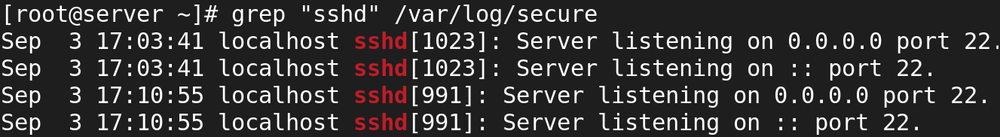 [root@server ~]# grep "sshd" /var/log/secure
Sep  3 17:03:41 localhost sshd[1023]: Server listening on 0.0.0.0 port 22.
Sep  3 17:03:41 localhost sshd[1023]: Server listening on :: port 22.
Sep  3 17:10:55 localhost sshd[991]: Server listening on 0.0.0.0 port 22.
Sep  3 17:10:55 localhost sshd[991]: Server listening on :: port 22.